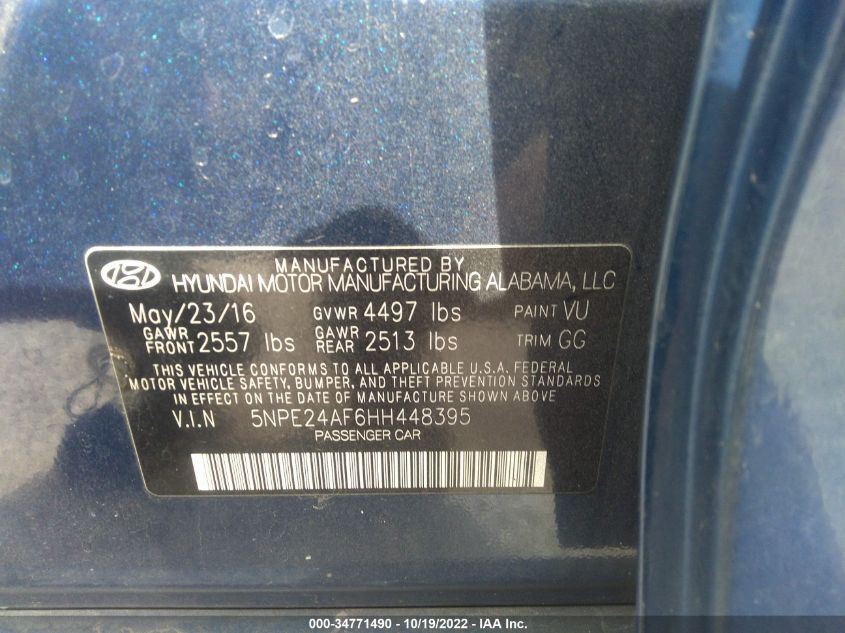 MANUFACTURED BY
HYUNDAI MOTOR MANUFACTURING ALABAMA, LLC
May/23/16 GVWR 4497 lbs PAINT VU
GAWR FRONT 2557 lbs GAWR REAR 2513 lbs TRIM GG
THIS VEHICLE CONFORMS TO ALL APPLICABLE U.S.A. FEDERAL
MOTOR VEHICLE SAFETY, BUMPER, AND THEFT PREVENTION STANDARDS
IN EFFECT ON THE DATE OF MANUFACTURE SHOWN ABOVE.
V.I.N 5NPE24AF6HH448395
PASSENGER CAR
000-34771490 - 10/19/2022 - IAA Inc.